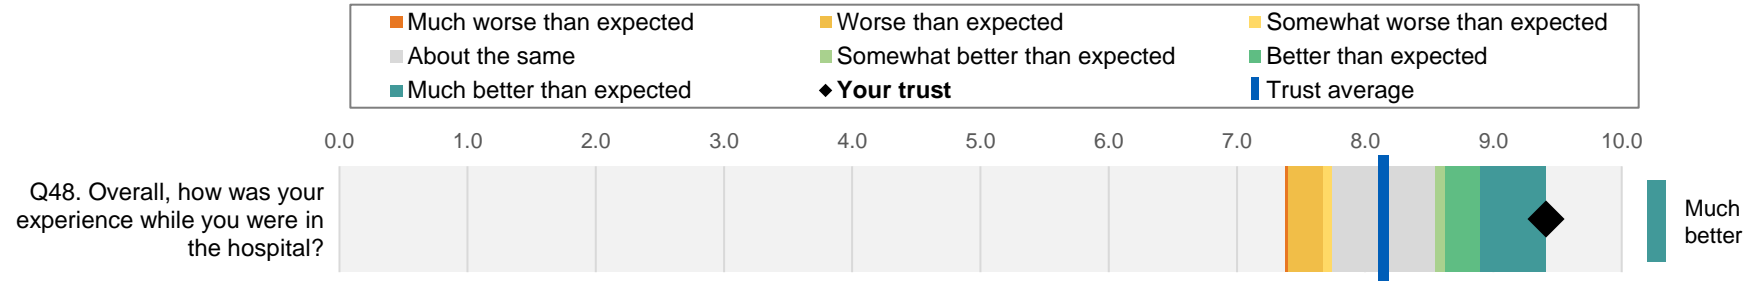 Much worse than expected Worse than expected Somewhat worse than expected
About the same Somewhat better than expected Better than expected
Much better than expected Your trust Trust average
0.0 1.0 2.0 3.0 4.0 5.0 6.0 7.0 8.0 9.0 10.0
Q48. Overall, how was your
experience while you were in
the hospital?
Much
better